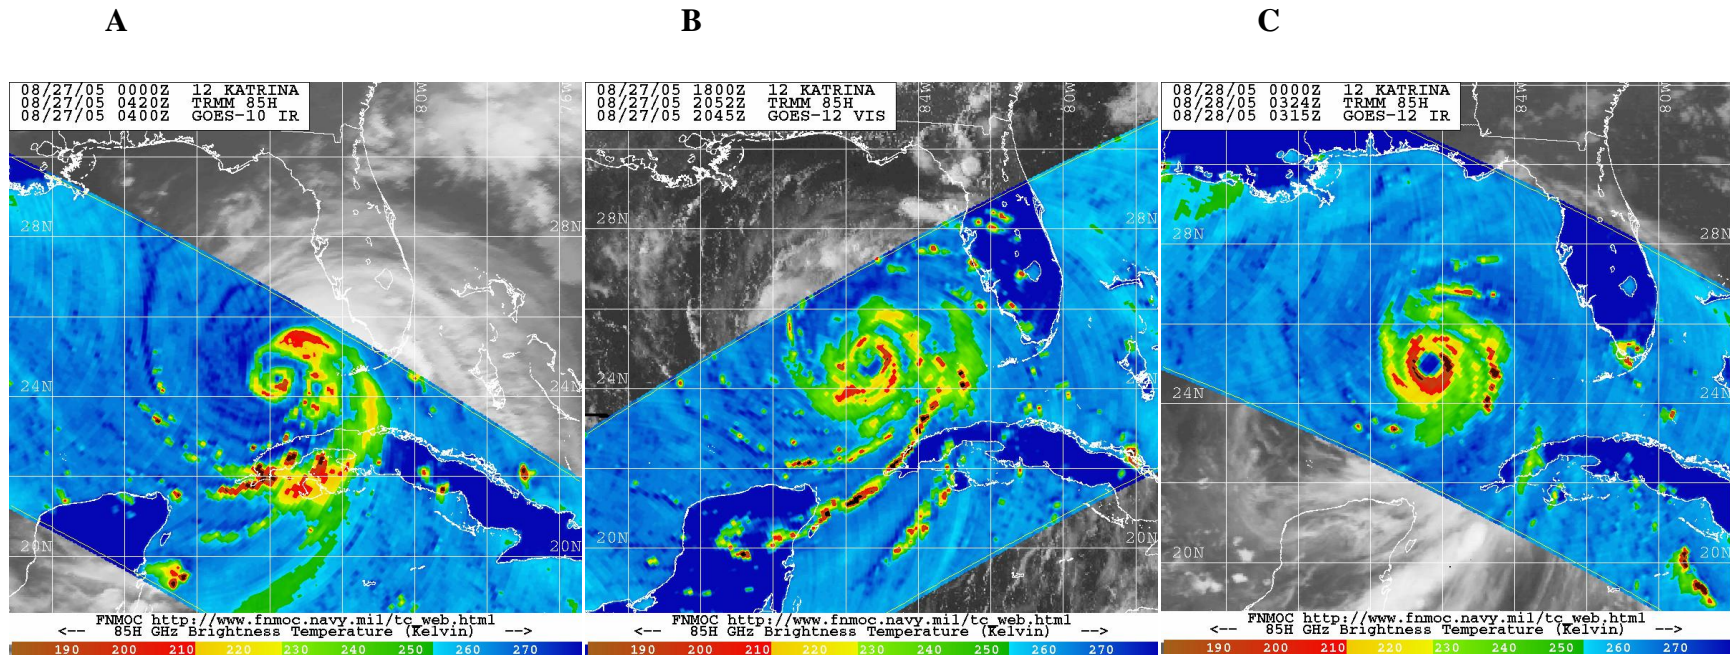 A B C
08/27/05 0000Z 12 KATRINA
08/27/05 0420Z TRMM 85H
08/27/05 0400Z GOES-10 IR
80W
76W
28N
28N
24N
24N
20N
20N
FNMOC http://www.fnmoc.navy.mil/tc_web.html
<-- 85H GHz Brightness Temperature (Kelvin) -->
190 200 210 220 230 240 250 260 270
08/27/05 1800Z 12 KATRINA
08/27/05 2052Z TRMM 85H
08/27/05 2045Z GOES-12 VIS
84W
80W
28N
28N
24N
24N
20N
20N
FNMOC http://www.fnmoc.navy.mil/tc_web.html
<-- 85H GHz Brightness Temperature (Kelvin) -->
190 200 210 220 230 240 250 260 270
08/28/05 0000Z 12 KATRINA
08/28/05 0324Z TRMM 85H
08/28/05 0315Z GOES-12 IR
84W
80W
28N
28N
24N
24N
20N
20N
FNMOC http://www.fnmoc.navy.mil/tc_web.html
<-- 85H GHz Brightness Temperature (Kelvin) -->
190 200 210 220 230 240 250 260 270